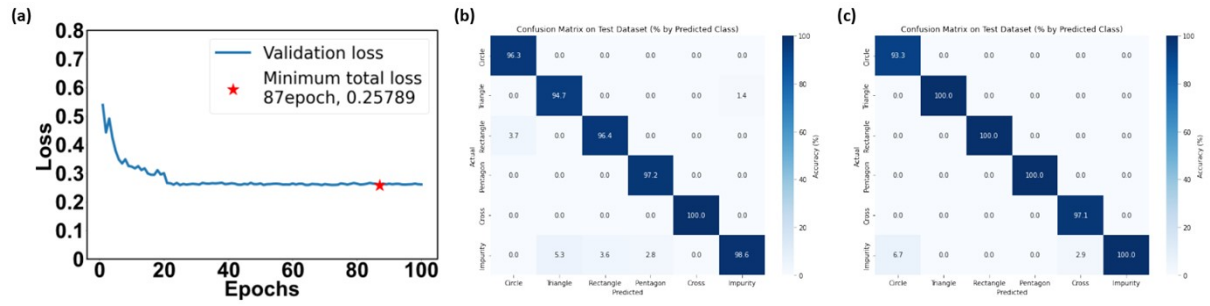 (a)
0.8
0.7
0.6
0.5
0.4
0.3
0.2
0.1
0
Loss
Validation loss
Minimum total loss
87epoch, 0.25789
0 20 40 60 80 100
Epochs
(b)
Confusion Matrix on Test Dataset (% by Predicted Class)
Actual
Circle 96.3 0.0 0.0 0.0 0.0 0.0
Triangle 0.0 94.7 0.0 0.0 0.0 1.4
Rectangle 3.7 0.0 96.4 0.0 0.0 0.0
Pentagon 0.0 0.0 0.0 97.2 0.0 0.0
Cross 0.0 0.0 0.0 0.0 100.0 0.0
Impurity 0.0 5.3 3.6 2.8 0.0 98.6
Circle Triangle Rectangle Pentagon Cross Impurity
Predicted
100
80
60
40
20
0
Accuracy (%)
(c)
Confusion Matrix on Test Dataset (% by Predicted Class)
Actual
Circle 93.3 0.0 0.0 0.0 0.0 0.0
Triangle 0.0 100.0 0.0 0.0 0.0 0.0
Rectangle 0.0 0.0 100.0 0.0 0.0 0.0
Pentagon 0.0 0.0 0.0 100.0 0.0 0.0
Cross 0.0 0.0 0.0 0.0 97.1 0.0
Impurity 6.7 0.0 0.0 0.0 2.9 100.0
Circle Triangle Rectangle Pentagon Cross Impurity
Predicted
100
80
60
40
20
0
Accuracy (%)